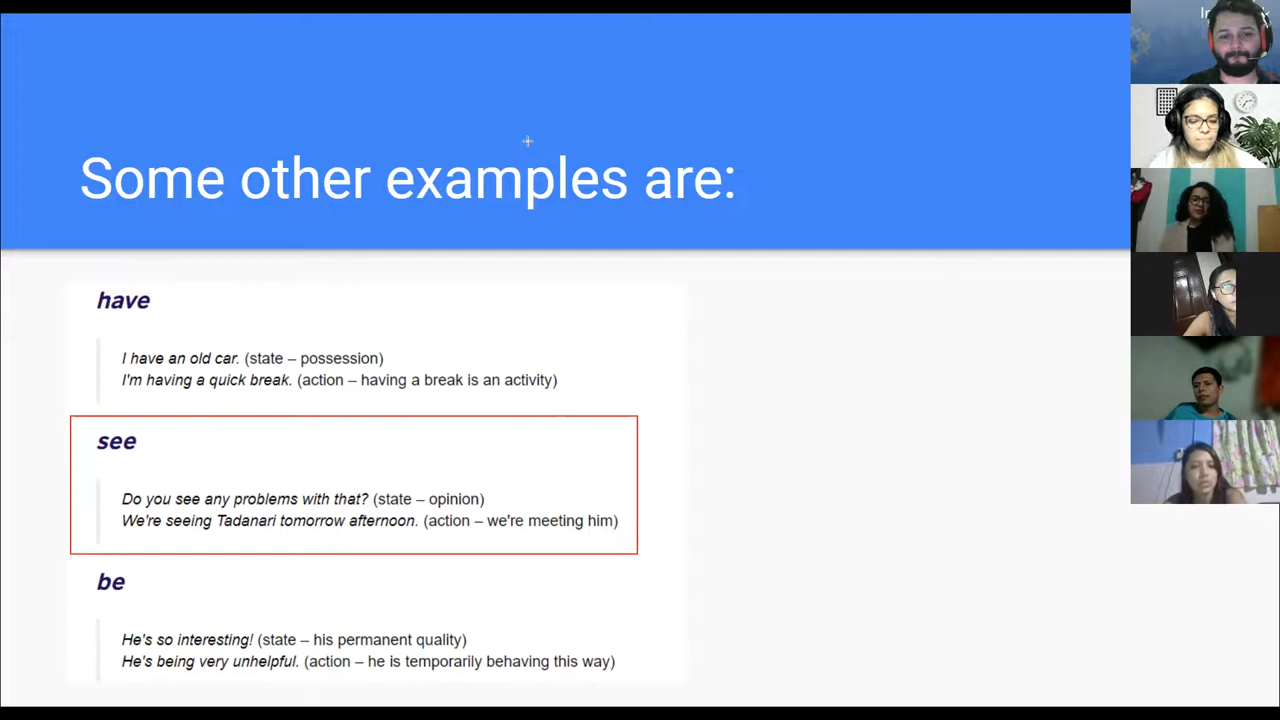 Some other examples are:
have
I have an old car. (state – possession)
I'm having a quick break. (action – having a break is an activity)
see
Do you see any problems with that? (state – opinion)
We're seeing Tadanari tomorrow afternoon. (action – we're meeting him)
be
He's so interesting! (state – his permanent quality)
He's being very unhelpful. (action – he is temporarily behaving this way)